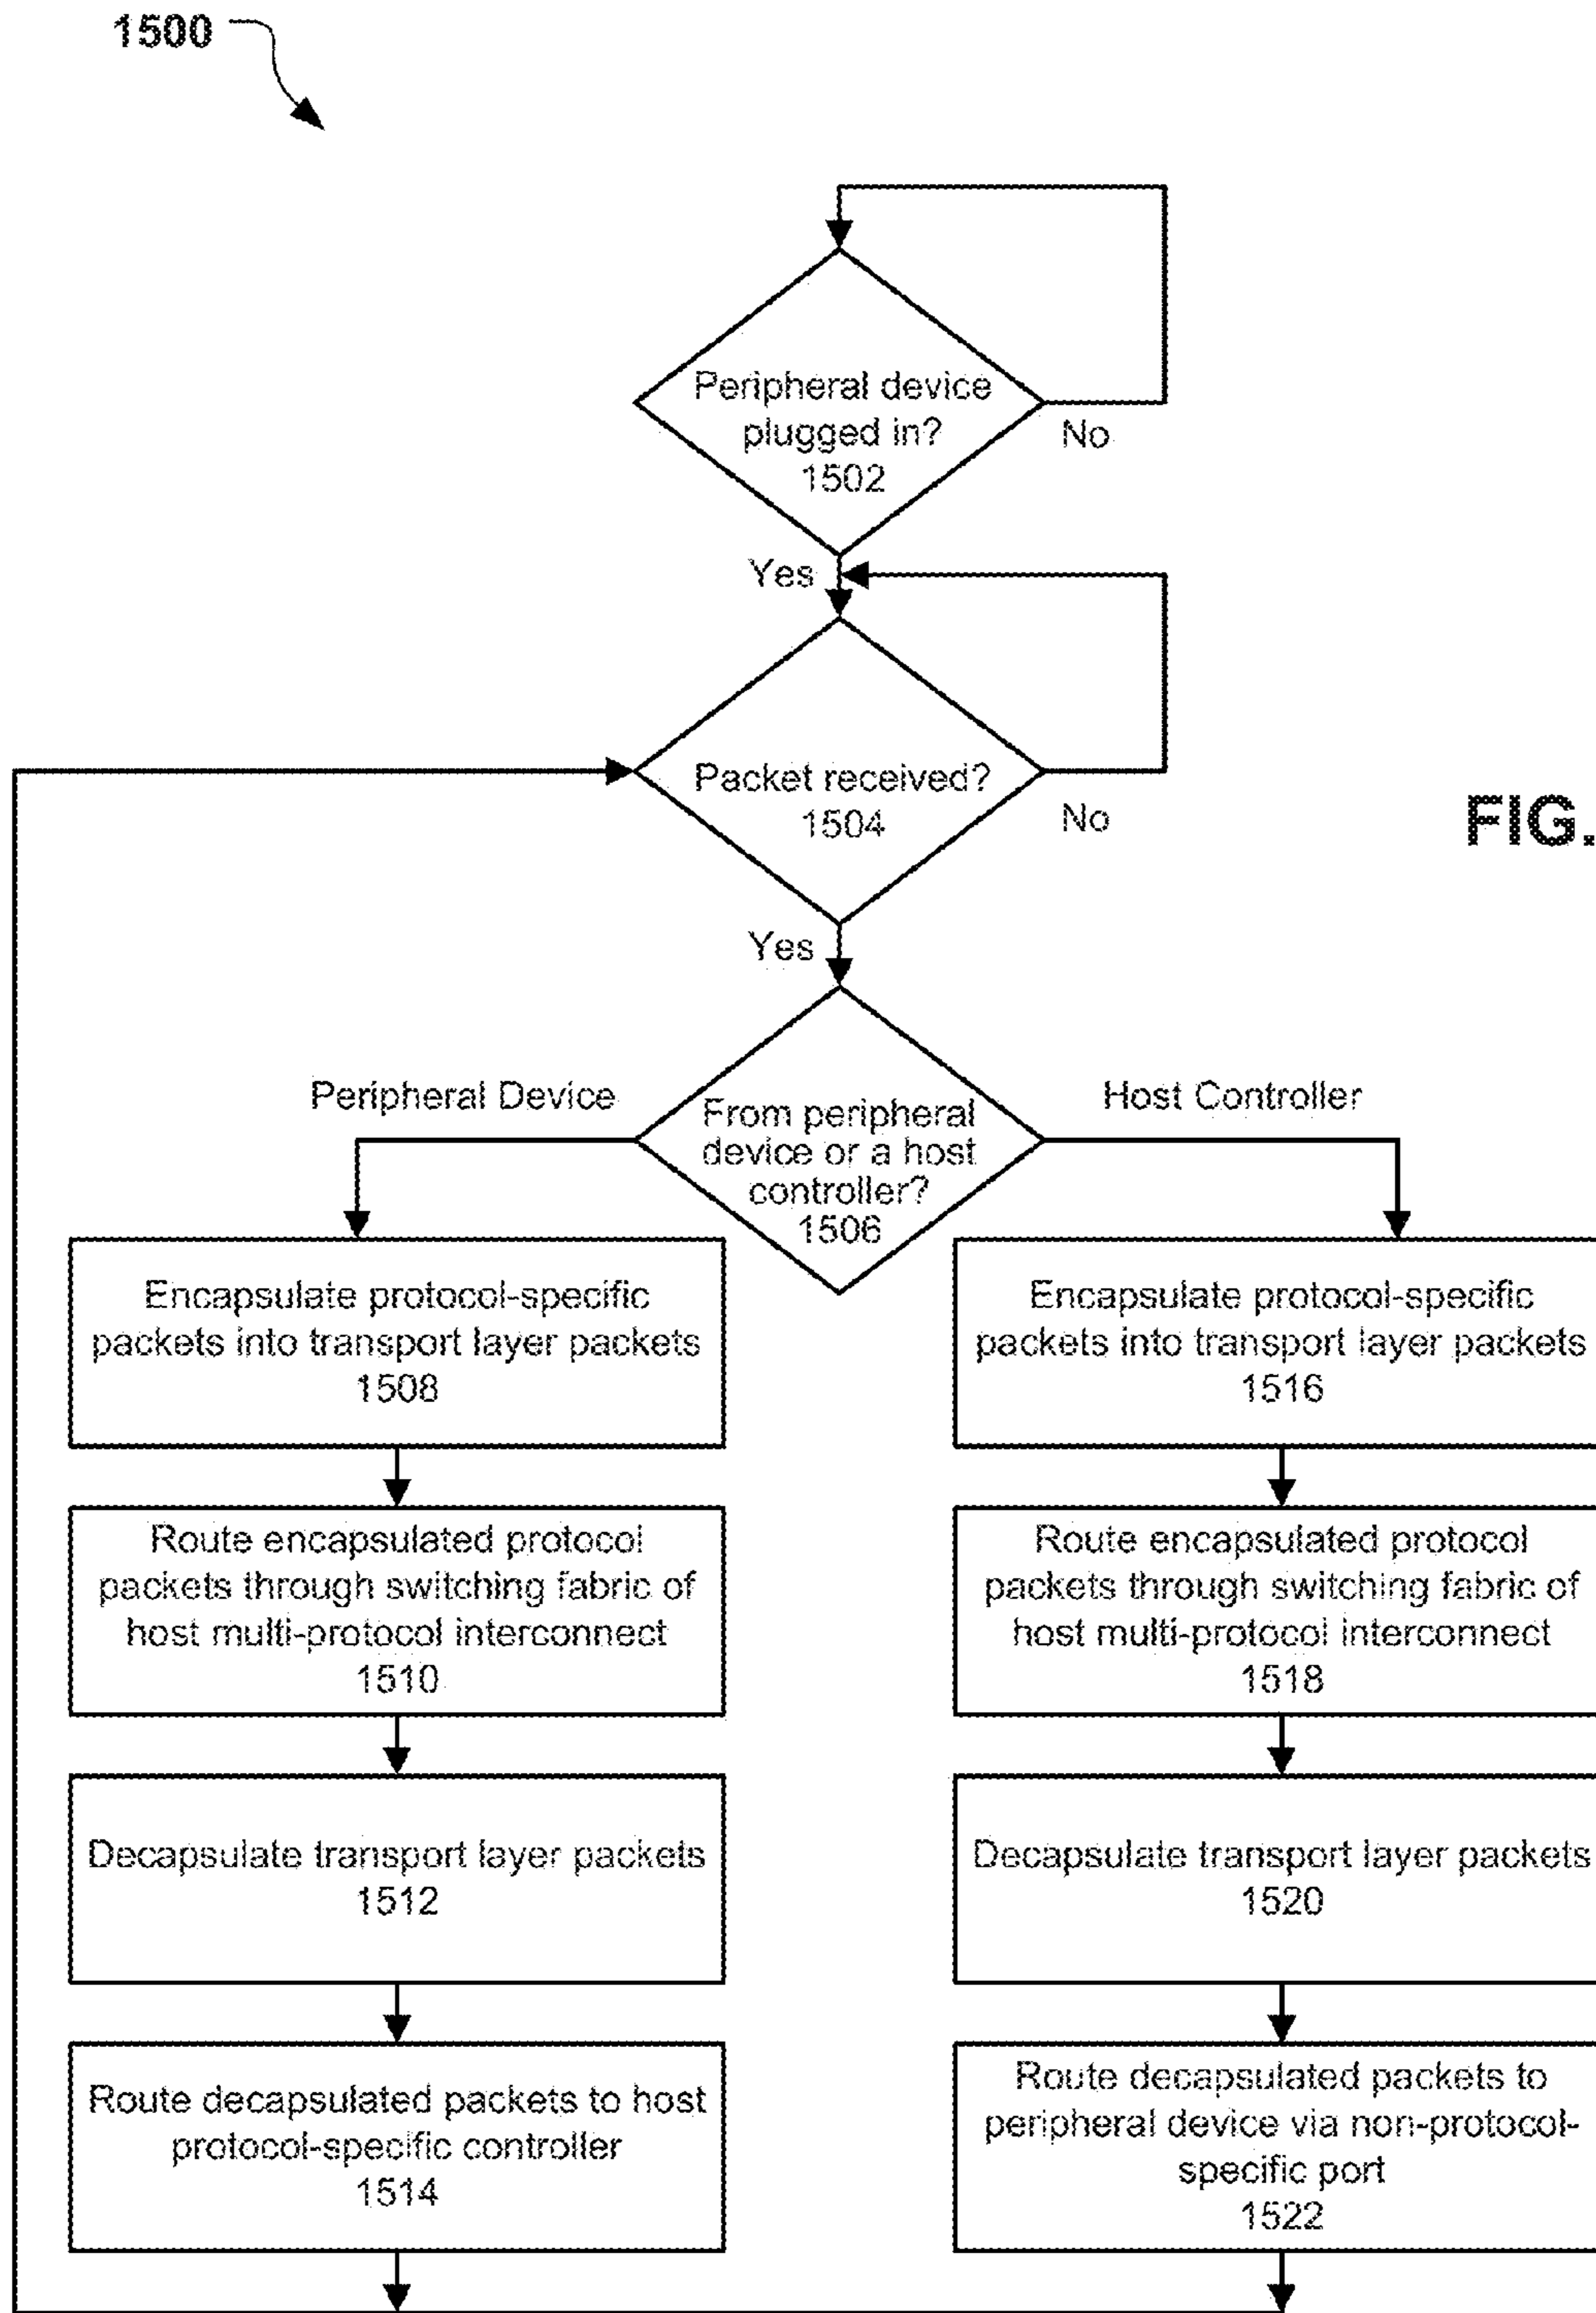 1500
Peripheral device
plugged in?
1502
No
Yes
Packet received?
1504
No
FIG.
Yes
Peripheral Device
Host Controller
From peripheral
device or a host
controller?
1506
Encapsulate protocol-specific
packets into transport layer packets
1508
Encapsulate protocol-specific
packets into transport layer packets
1516
Route encapsulated protocol
packets through switching fabric of
host multi-protocol interconnect
1510
Route encapsulated protocol
packets through switching fabric of
host multi-protocol interconnect
1518
Decapsulate transport layer packets
1512
Decapsulate transport layer packets
1520
Route decapsulated packets to host
protocol-specific controller
1514
Route decapsulated packets to
peripheral device via non-protocol-
specific port
1522